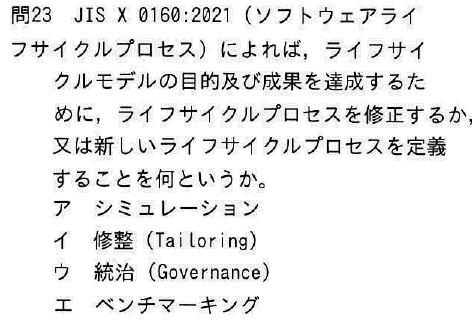 問23　JIS X 0160:2021（ソフトウェアライ
フサイクルプロセス）によれば，ライフサイ
クルモデルの目的及び成果を達成するた
めに，ライフサイクルプロセスを修正するか，
又は新しいライフサイクルプロセスを定義
することを何というか。
ア　シミュレーション
イ　修整（Tailoring）
ウ　統治（Governance）
エ　ベンチマーキング